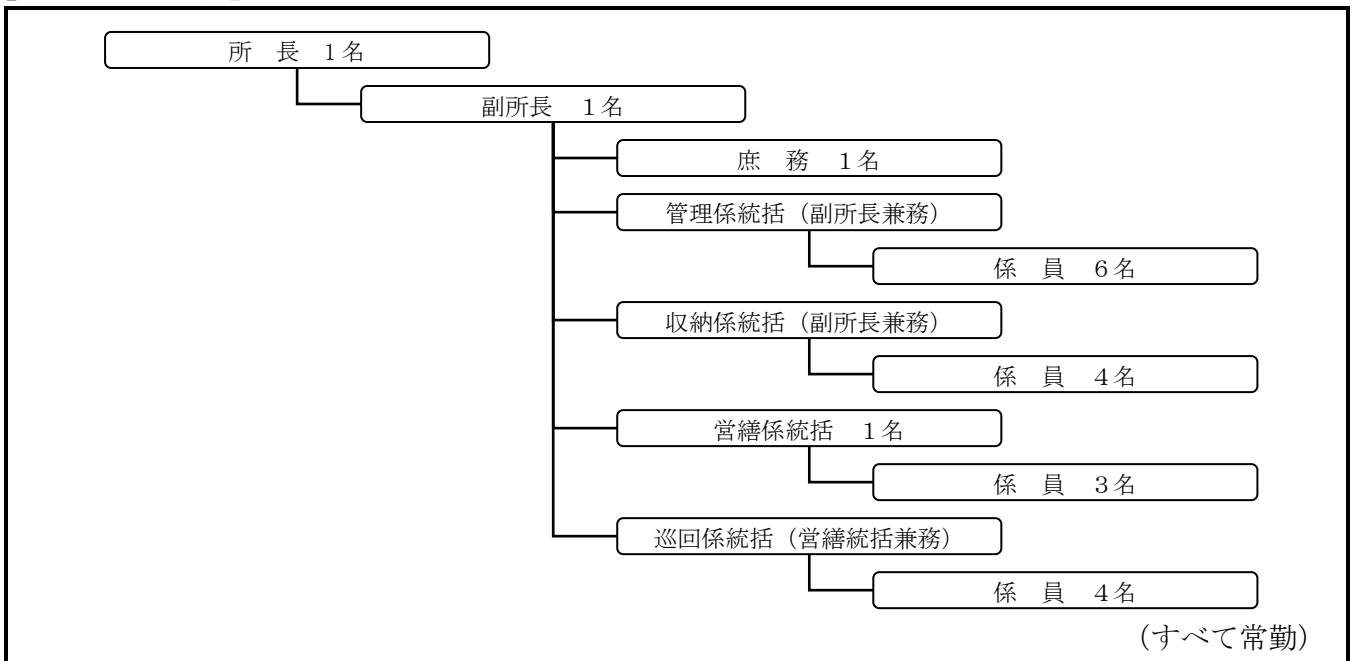 所　長　１名
副所長　１名
庶　務　１名
管理係統括（副所長兼務）
係　員　６名
収納係統括（副所長兼務）
係　員　４名
営繕係統括　１名
係　員　３名
巡回係統括（営繕統括兼務）
係　員　４名
（すべて常勤）